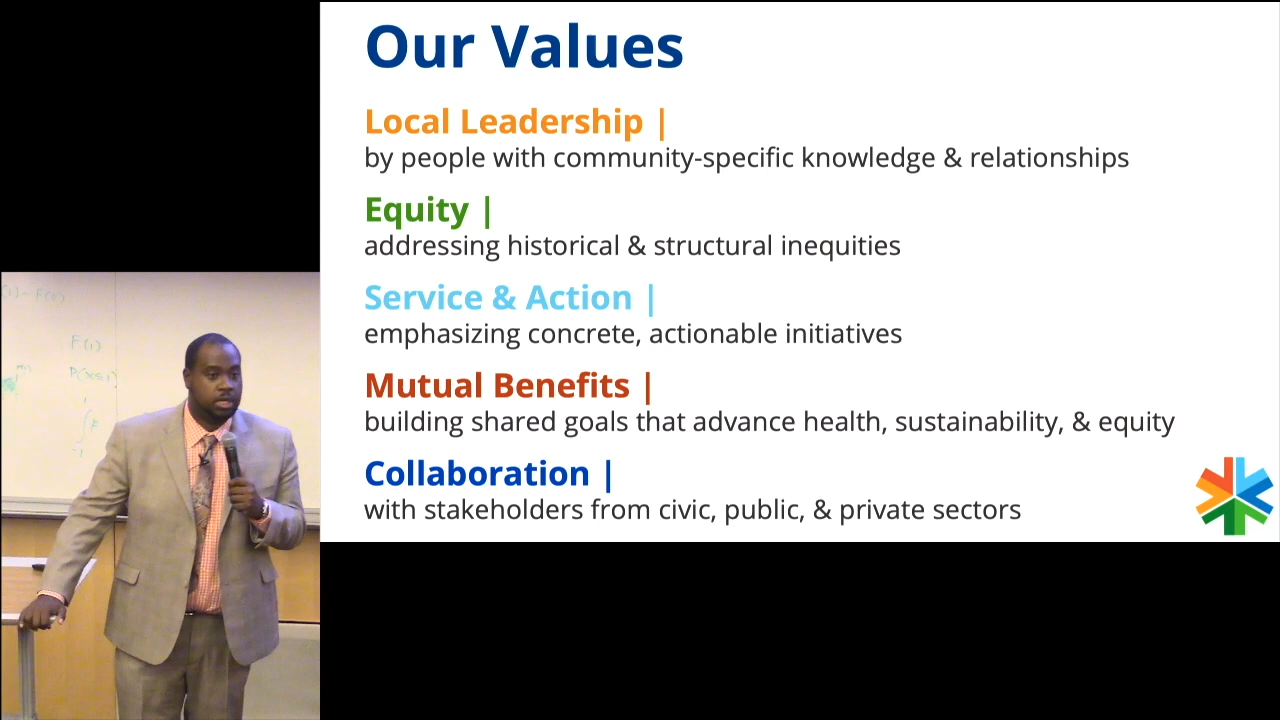 Our Values
Local Leadership |
by people with community-specific knowledge & relationships
Equity |
addressing historical & structural inequities
Service & Action |
emphasizing concrete, actionable initiatives
Mutual Benefits |
building shared goals that advance health, sustainability, & equity
Collaboration |
with stakeholders from civic, public, & private sectors
F(1)
P(x≤1)